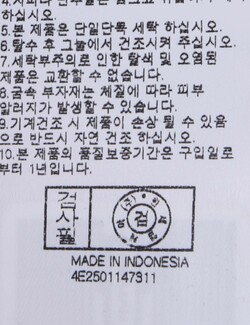 하십시오.
5.본 제품은 단일단독 세탁 하십시오.
6.탈수 후 그늘에서 건조시켜 주십시오.
7.세탁부주의로 인한 탈색 및 오염된
제품은 교환할 수 없습니다.
8.금속 부자재는 체질에 따라 피부
알러지가 발생할 수 있습니다.
9.기계건조 시 제품이 손상 될 수 있음
으로 반드시 자연 건조 하십시오.
10.본 제품의 품질보증기간은 구입일로
부터 1년입니다.
검사필
검
MADE IN INDONESIA
4E2501147311